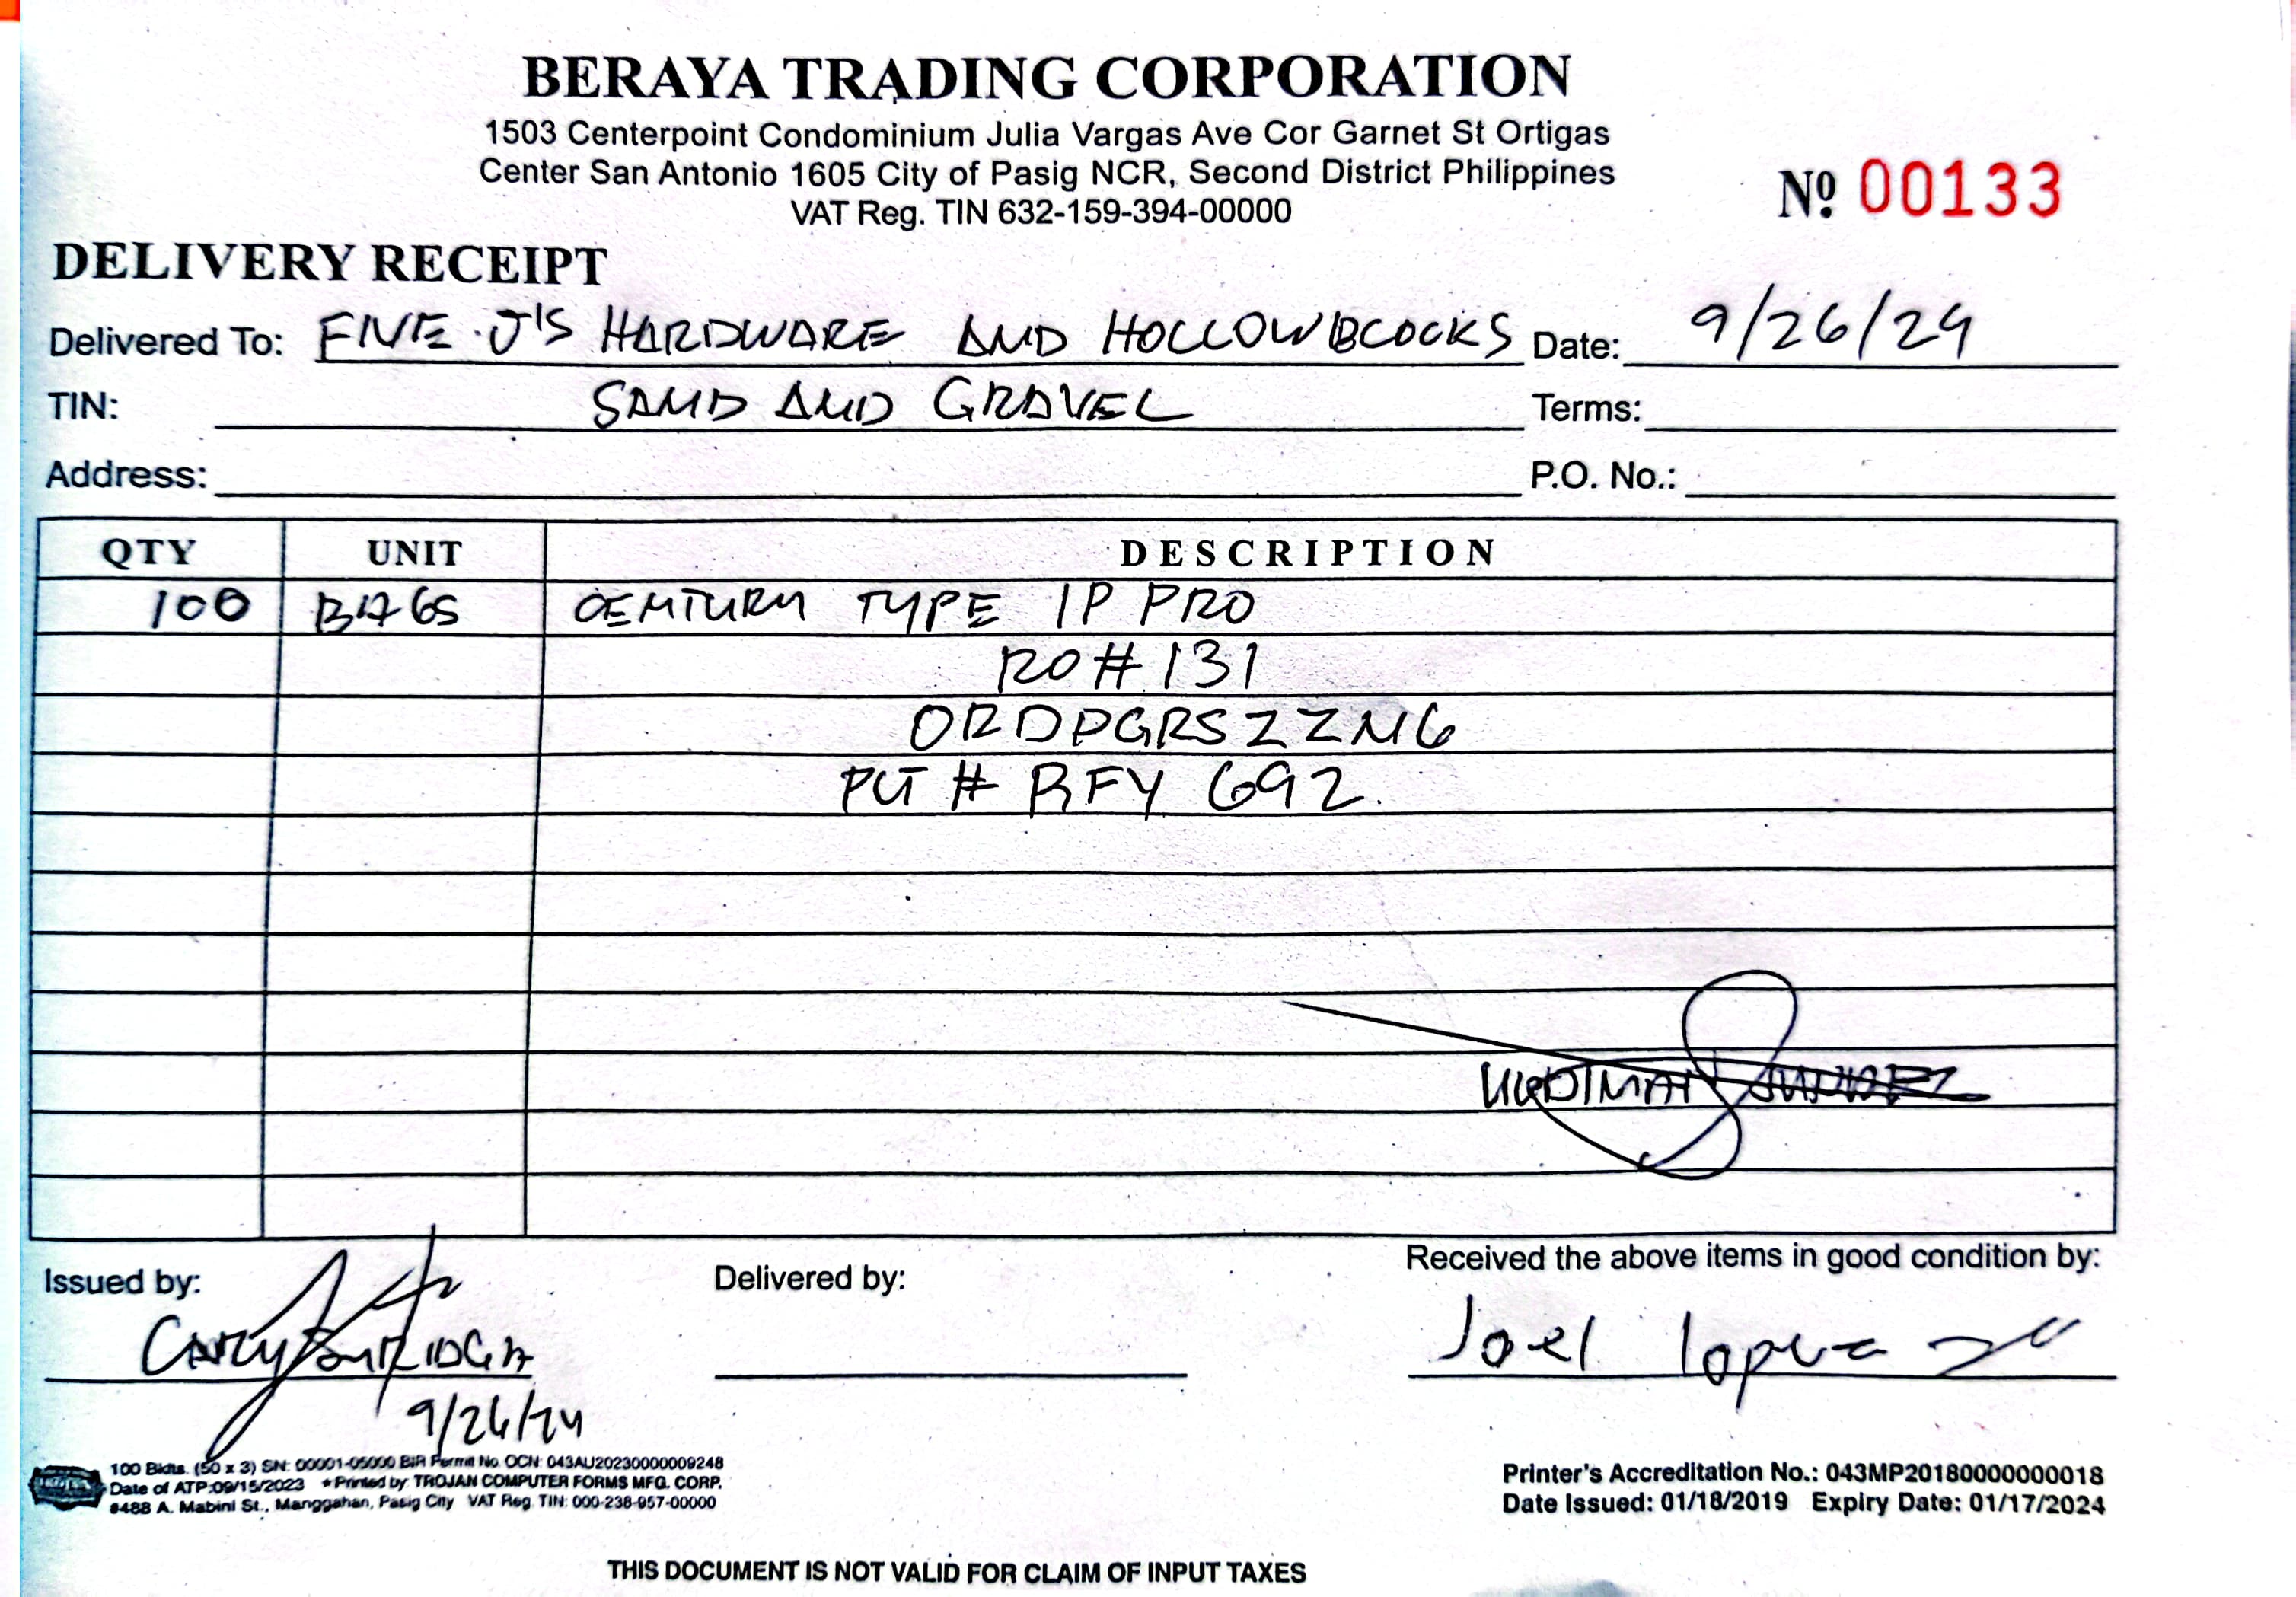 BERAYA TRADING CORPORATION
1503 Centerpoint Condominium Julia Vargas Ave Cor Garnet St Ortigas
Center San Antonio 1605 City of Pasig NCR, Second District Philippines
VAT Reg. TIN 632-159-394-00000
Nº 00133
DELIVERY RECEIPT
Delivered To: FIVE J'S HARDWARE AND HOLLOWBLOCKS Date: 9/26/24
TIN: SAND AND GRAVEL Terms:
Address: P.O. No.:
QTY UNIT DESCRIPTION
100 BAGS CENTURY TYPE 1P PRO
RO# 131
ORDDGRSZZNG
PLT # RFY 692
Issued by: Delivered by: Received the above items in good condition by:
Joel Lopez
9/26/24
100 Bklts. (50 x 3) SN: 00001-05000 BIR Permit No. OCN: 043AU20230000009248
Date of ATP:09/15/2023 *Printed by: TROJAN COMPUTER FORMS MFG. CORP.
#488 A. Mabini St., Manggahan, Pasig City VAT Reg. TIN: 000-238-957-00000
Printer's Accreditation No.: 043MP20180000000018
Date Issued: 01/18/2019 Expiry Date: 01/17/2024
THIS DOCUMENT IS NOT VALID FOR CLAIM OF INPUT TAXES